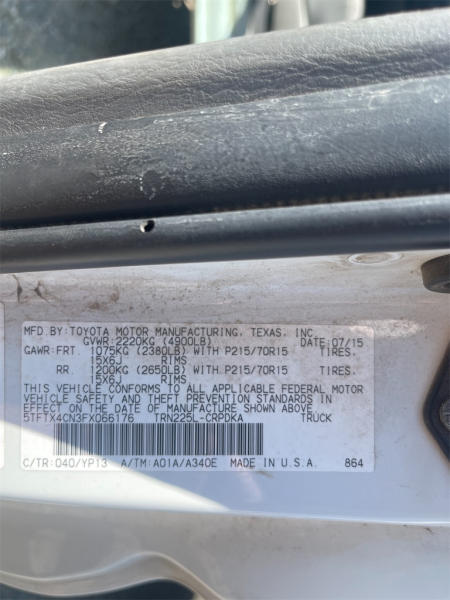 MFD.BY:TOYOTA MOTOR MANUFACTURING, TEXAS, INC.
GVWR:2220KG (4900LB) DATE:07/15
GAWR:FRT. 1075KG (2380LB) WITH P215/70R15 TIRES.
15X6J RIMS
RR. 1200KG (2650LB) WITH P215/70R15 TIRES.
15X6J RIMS
THIS VEHICLE CONFORMS TO ALL APPLICABLE FEDERAL MOTOR
VEHICLE SAFETY AND THEFT PREVENTION STANDARDS IN
EFFECT ON THE DATE OF MANUFACTURE SHOWN ABOVE.
5TFTX4CN3FX066176 TRN225L-CRPDKA TRUCK
C/TR:040/YP13 A/TM:A01A/A340E MADE IN U.S.A. 864